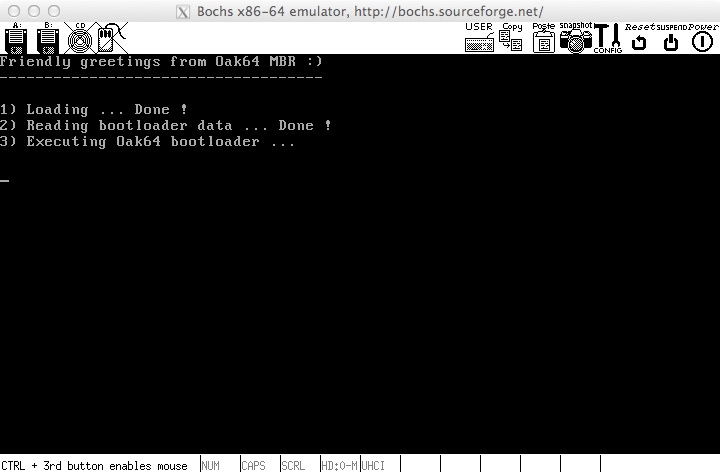 Bochs x86-64 emulator, http://bochs.sourceforge.net/
A: B: CD USER Copy Paste snapshot CONFIG Reset SUSPEND Power
Friendly greetings from Oak64 MBR :)
------------------------------------
1) Loading ... Done !
2) Reading bootloader data ... Done !
3) Executing Oak64 bootloader ...
_
CTRL + 3rd button enables mouse NUM CAPS SCRL HD:0-M UHCI